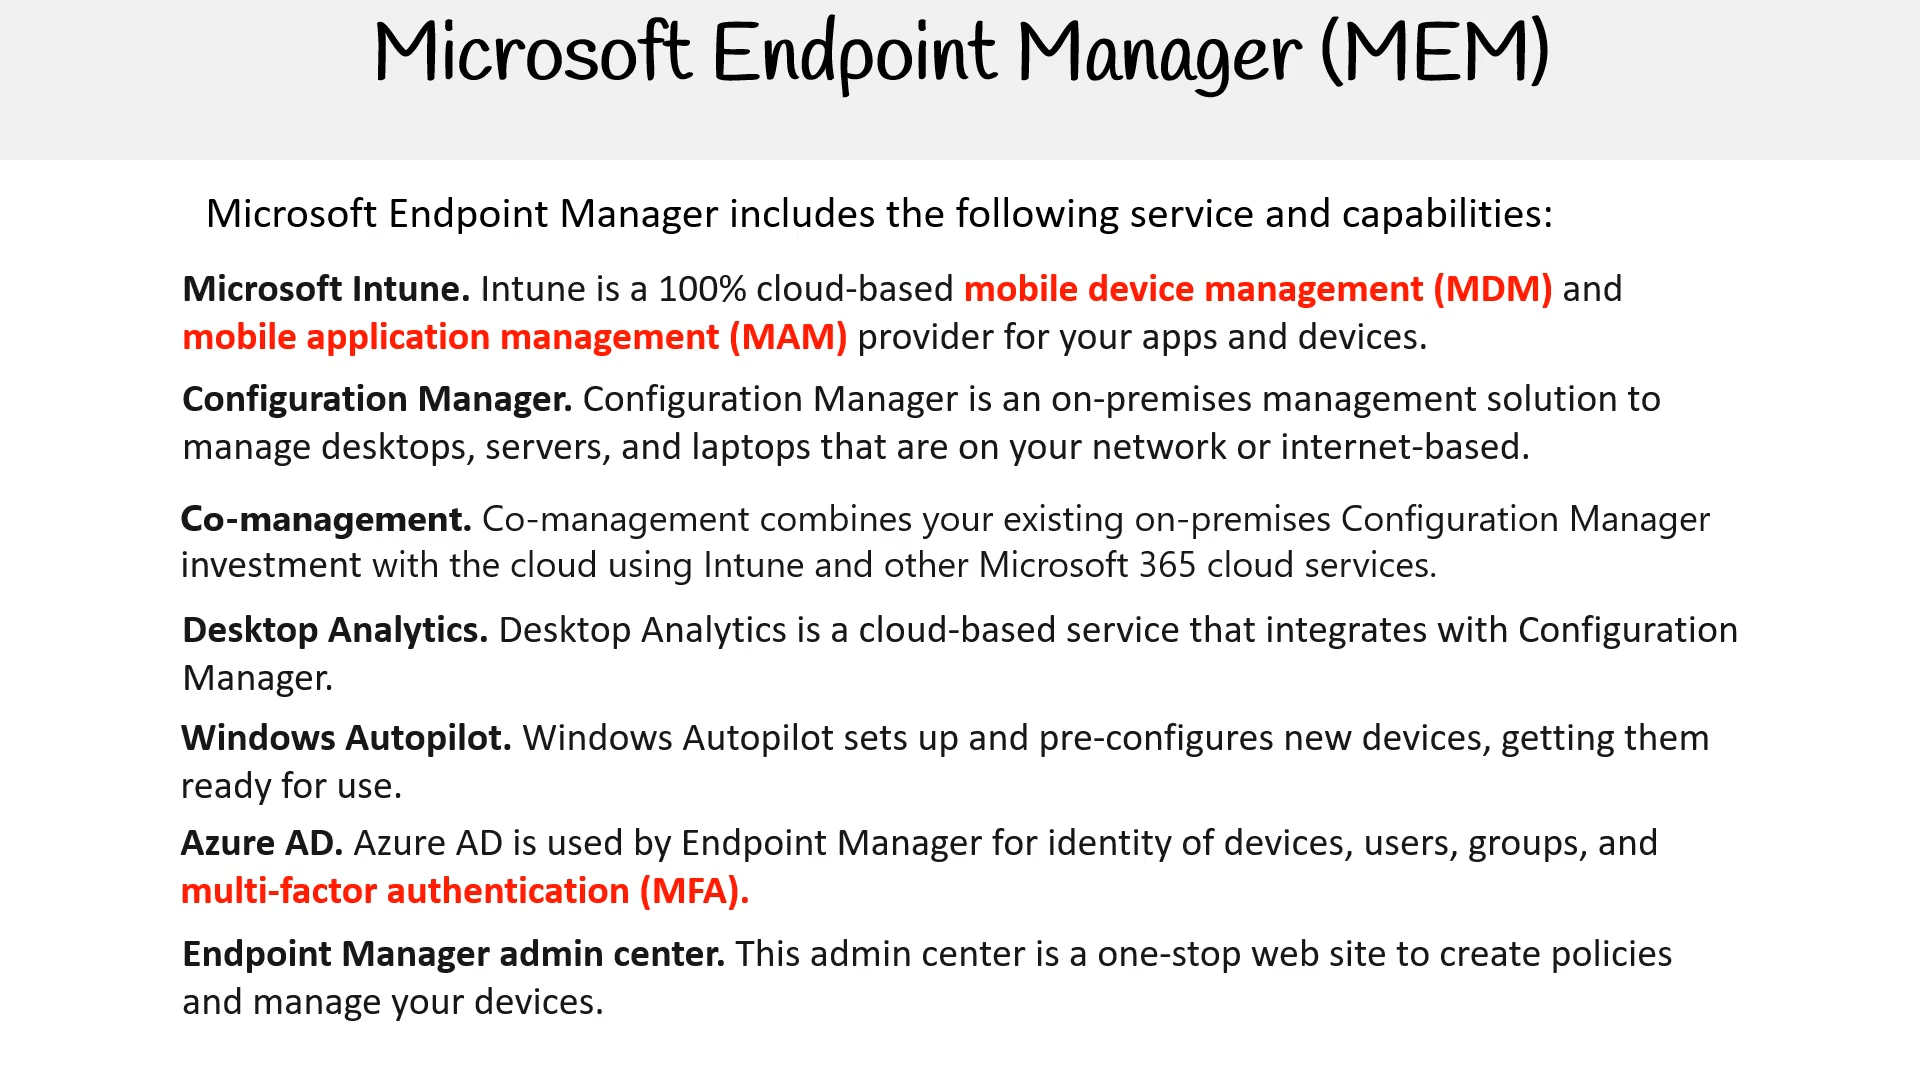 Microsoft Endpoint Manager (MEM)
Microsoft Endpoint Manager includes the following service and capabilities:
Microsoft Intune. Intune is a 100% cloud-based mobile device management (MDM) and
mobile application management (MAM) provider for your apps and devices.
Configuration Manager. Configuration Manager is an on-premises management solution to
manage desktops, servers, and laptops that are on your network or internet-based.
Co-management. Co-management combines your existing on-premises Configuration Manager
investment with the cloud using Intune and other Microsoft 365 cloud services.
Desktop Analytics. Desktop Analytics is a cloud-based service that integrates with Configuration
Manager.
Windows Autopilot. Windows Autopilot sets up and pre-configures new devices, getting them
ready for use.
Azure AD. Azure AD is used by Endpoint Manager for identity of devices, users, groups, and
multi-factor authentication (MFA).
Endpoint Manager admin center. This admin center is a one-stop web site to create policies
and manage your devices.